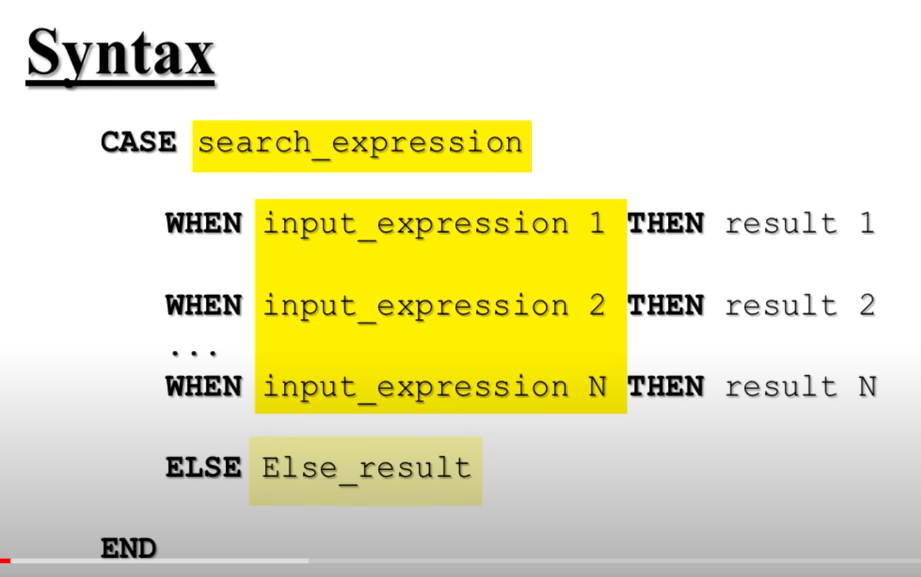 Syntax
CASE search_expression
WHEN input_expression 1 THEN result 1
WHEN input_expression 2 THEN result 2
...
WHEN input_expression N THEN result N
ELSE Else_result
END